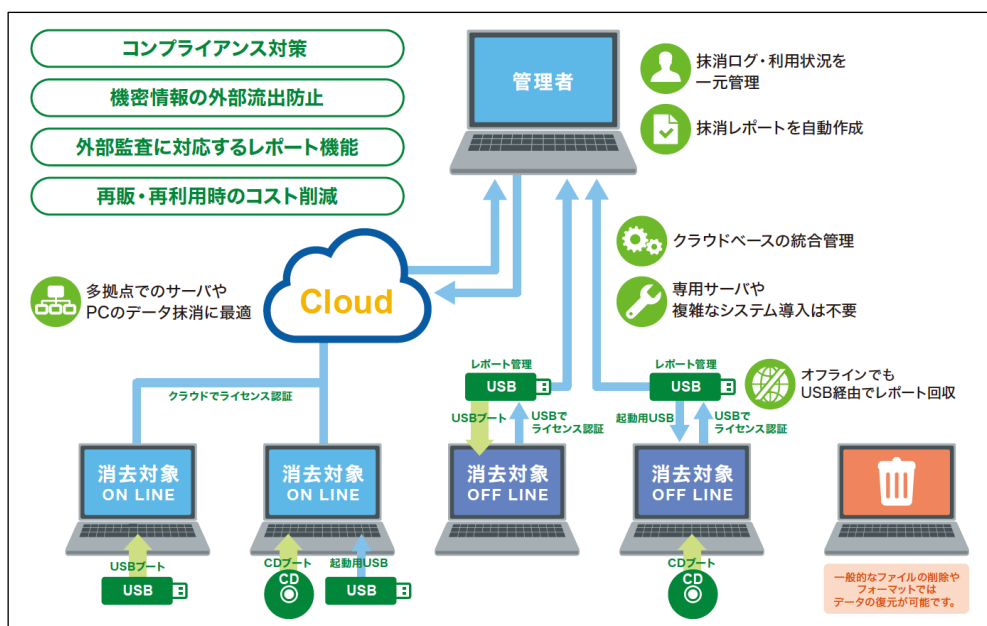 コンプライアンス対策
機密情報の外部流出防止
外部監査に対応するレポート機能
再販・再利用時のコスト削減
管理者
抹消ログ・利用状況を
一元管理
抹消レポートを自動作成
クラウドベースの統合管理
専用サーバや
複雑なシステム導入は不要
多拠点でのサーバや
PCのデータ抹消に最適
Cloud
クラウドでライセンス認証
レポート管理
USB
USBブート
USBで
ライセンス認証
レポート管理
USB
起動用USB
USBで
ライセンス認証
オフラインでも
USB経由でレポート回収
消去対象
ON LINE
消去対象
ON LINE
消去対象
OFF LINE
消去対象
OFF LINE
USBブート
USB
CDブート
CD
起動用USB
USB
CDブート
CD
一般的なファイルの削除や
フォーマットでは
データの復元が可能です。